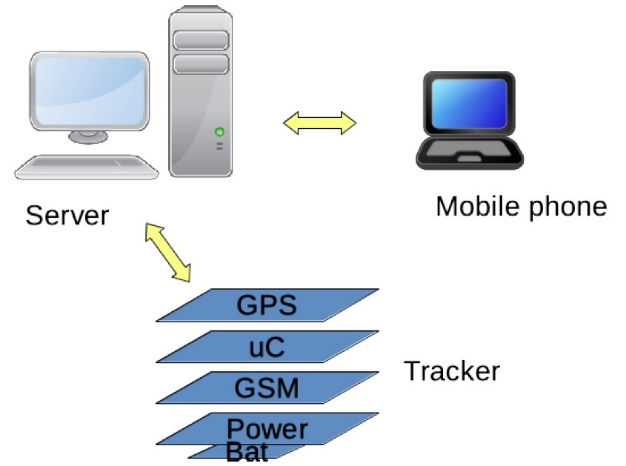 Server
Mobile phone
GPS
uC
GSM
Tracker
Power
Bat